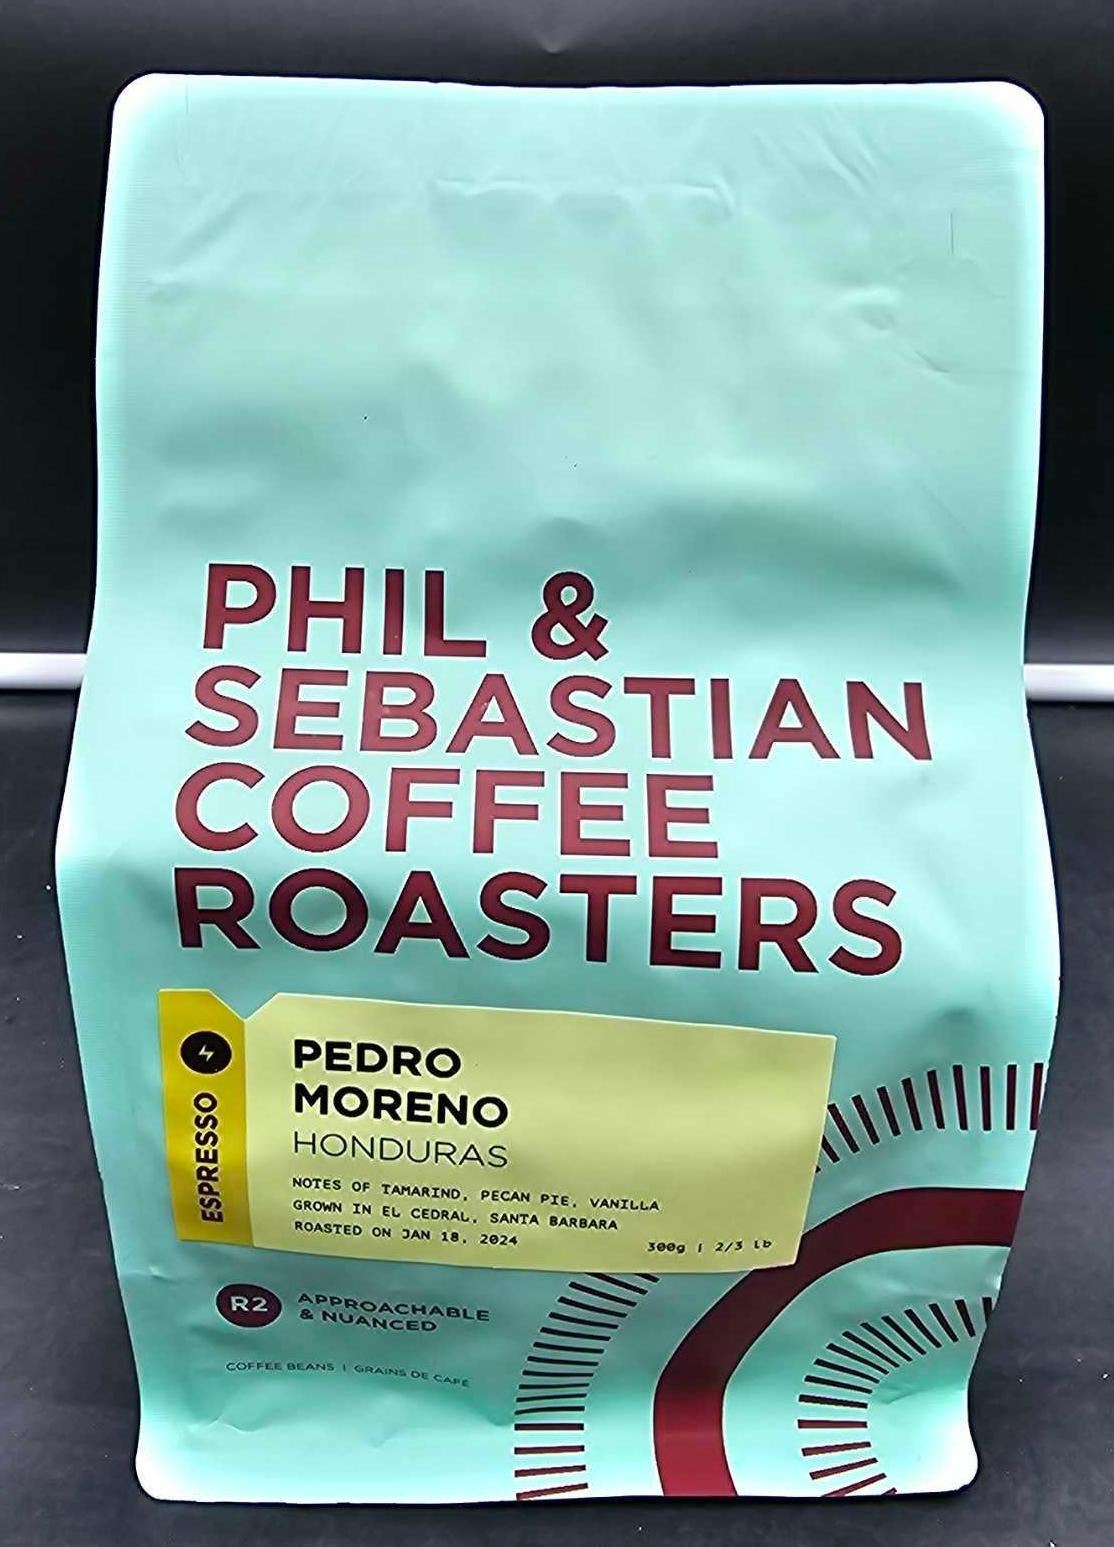 PHIL &
SEBASTIAN
COFFEE
ROASTERS
ESPRESSO
PEDRO
MORENO
HONDURAS
NOTES OF TAMARIND, PECAN PIE, VANILLA
GROWN IN EL CEDRAL, SANTA BARBARA
ROASTED ON JAN 18, 2024
300g | 2/3 lb
R2
APPROACHABLE
& NUANCED
COFFEE BEANS | GRAINS DE CAFÉ